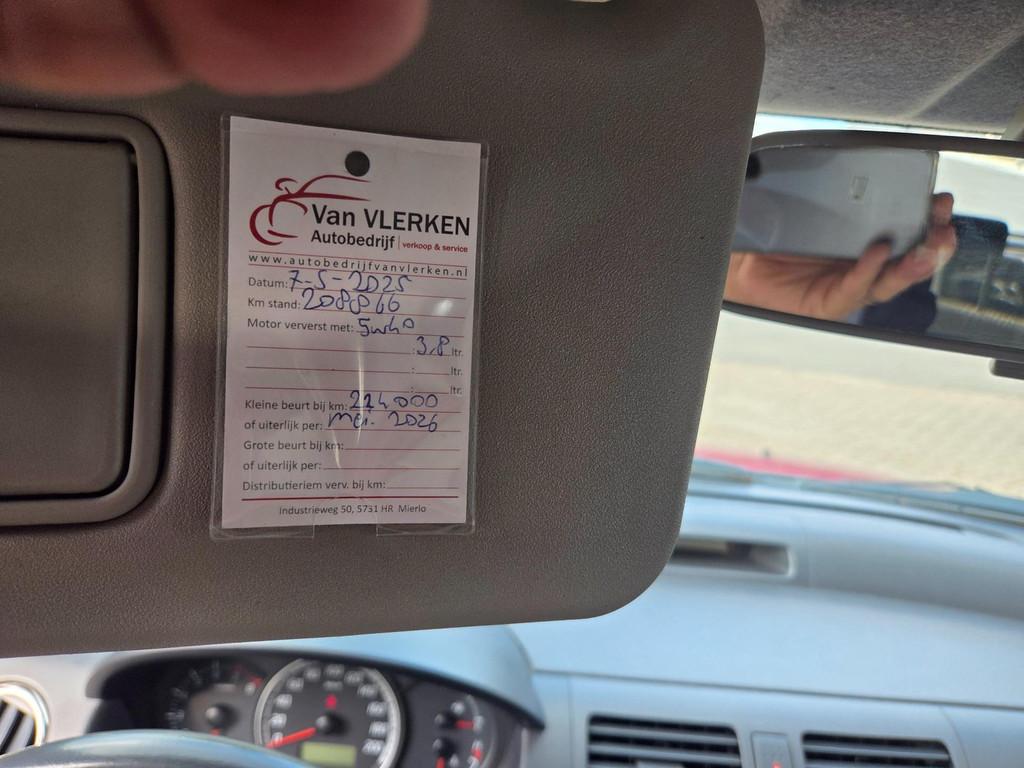 Van VLERKEN
Autobedrijf | verkoop & service
www.autobedrijfvanvlerken.nl
Datum: 7-5-2025
Km stand: 208866
Motor ververst met: 5w40
: 3,8 ltr.
: ltr.
: ltr.
Kleine beurt bij km: 224000
of uiterlijk per: mei. 2026
Grote beurt bij km:
of uiterlijk per:
Distributieriem verv. bij km:
Industrieweg 50, 5731 HR Mierlo